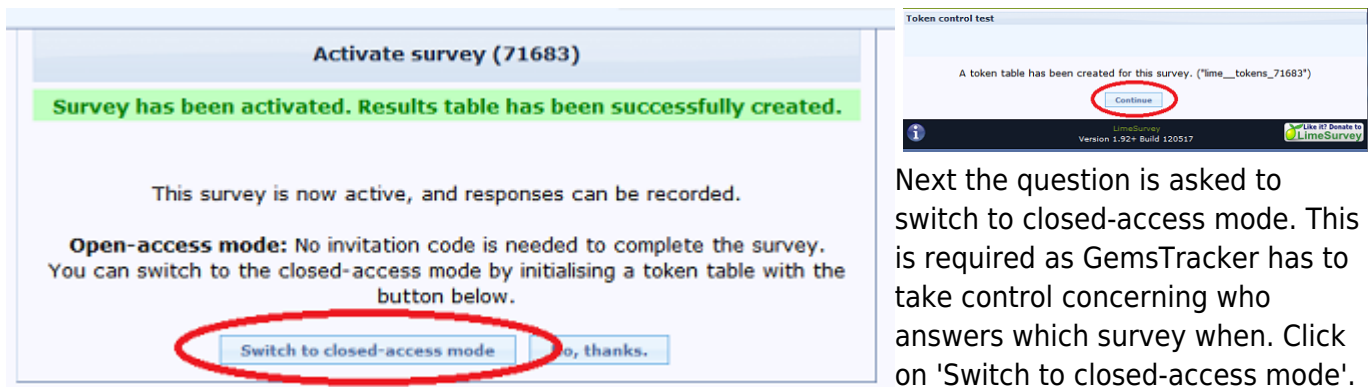 Activate survey (71683)
Survey has been activated. Results table has been successfully created.
This survey is now active, and responses can be recorded.
Open-access mode: No invitation code is needed to complete the survey.
You can switch to the closed-access mode by initialising a token table with the
button below.
Switch to closed-access mode
o, thanks.
Token control test
A token table has been created for this survey. ("lime__tokens_71683")
Continue
LimeSurvey
Version 1.92+ Build 120517
Like it? Donate to
LimeSurvey
Next the question is asked to
switch to closed-access mode. This
is required as GemsTracker has to
take control concerning who
answers which survey when. Click
on 'Switch to closed-access mode'.